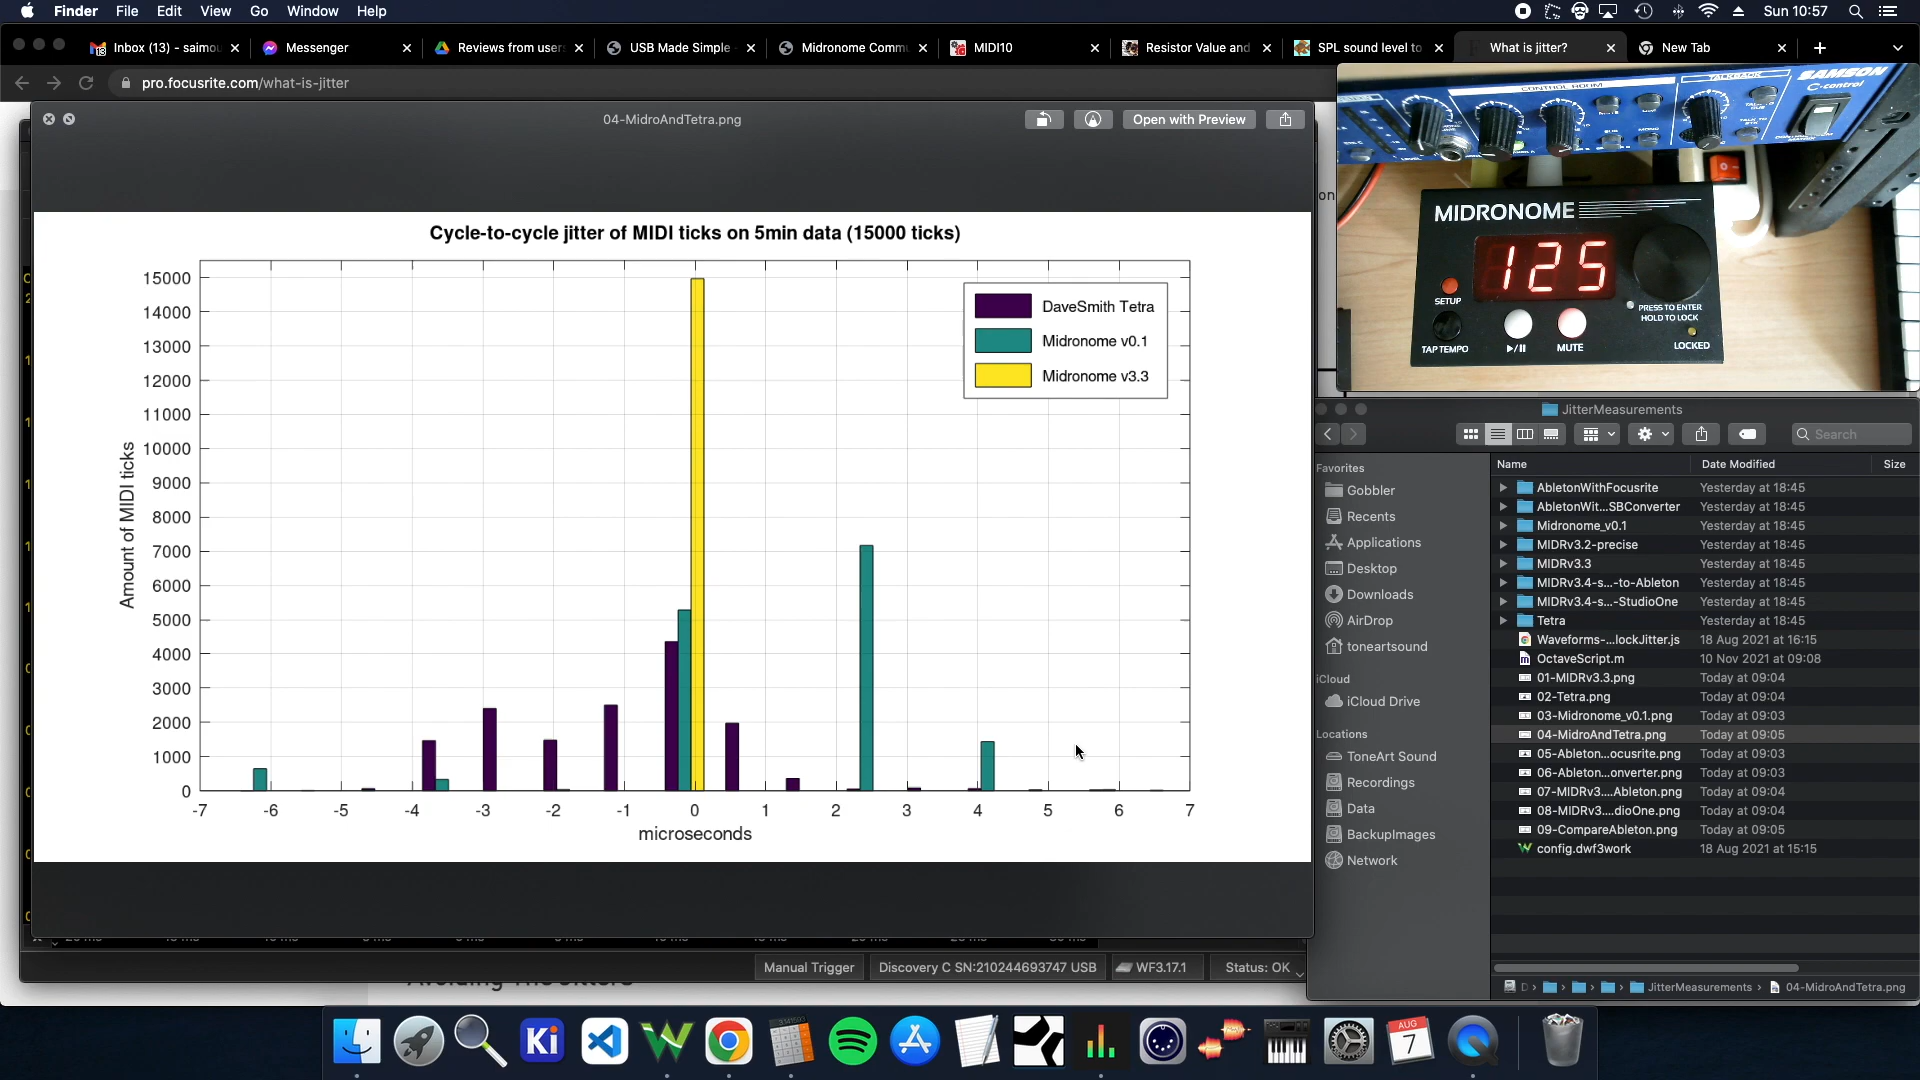 Finder File Edit View Go Window Help
Sun 10:57
Inbox (13) - saimo
Messenger
Reviews from user
USB Made Simple -
Midronome Comm
MIDI10
Resistor Value and
SPL sound level to
What is jitter?
New Tab
pro.focusrite.com/what-is-jitter
04-MidroAndTetra.png
Open with Preview
Cycle-to-cycle jitter of MIDI ticks on 5min data (15000 ticks)
15000
14000
13000
12000
11000
10000
9000
8000
7000
6000
5000
4000
3000
2000
1000
0
Amount of MIDI ticks
DaveSmith Tetra
Midronome v0.1
Midronome v3.3
-7 -6 -5 -4 -3 -2 -1 0 1 2 3 4 5 6 7
microseconds
Manual Trigger
Discovery C SN:210244693747 USB
WF3.17.1
Status: OK
CONTROL ROOM
TALKBACK
SAMSON
C-control
MIDRONOME
125
SETUP
TAP TEMPO
▶/II
MUTE
PRESS TO ENTER
HOLD TO LOCK
LOCKED
JitterMeasurements
Search
Favorites
Gobbler
Recents
Applications
Desktop
Downloads
AirDrop
toneartsound
iCloud
iCloud Drive
Locations
ToneArt Sound
Recordings
Data
BackupImages
Network
Name Date Modified Size
AbletonWithFocusrite Yesterday at 18:45
AbletonWit...SBConverter Yesterday at 18:45
Midronome_v0.1 Yesterday at 18:45
MIDRv3.2-precise Yesterday at 18:45
MIDRv3.3 Yesterday at 18:45
MIDRv3.4-s...-to-Ableton Yesterday at 18:45
MIDRv3.4-s...-StudioOne Yesterday at 18:45
Tetra Yesterday at 18:45
Waveforms-...lockJitter.js 18 Aug 2021 at 16:15
OctaveScript.m 10 Nov 2021 at 09:08
01-MIDRv3.3.png Today at 09:04
02-Tetra.png Today at 09:04
03-Midronome_v0.1.png Today at 09:03
04-MidroAndTetra.png Today at 09:05
05-Ableton...ocusrite.png Today at 09:03
06-Ableton...onverter.png Today at 09:03
07-MIDRv3....Ableton.png Today at 09:04
08-MIDRv3....dioOne.png Today at 09:04
09-CompareAbleton.png Today at 09:05
config.dwf3work 18 Aug 2021 at 15:15
JitterMeasurements › 04-MidroAndTetra.png
Ki
AUG
7